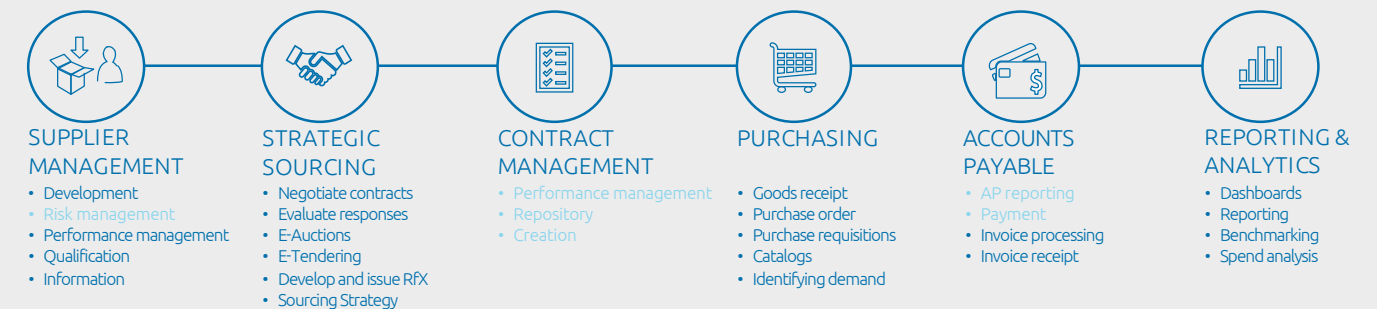 SUPPLIER
MANAGEMENT
• Development
• Risk management
• Performance management
• Qualification
• Information
STRATEGIC
SOURCING
• Negotiate contracts
• Evaluate responses
• E-Auctions
• E-Tendering
• Develop and issue RfX
• Sourcing Strategy
CONTRACT
MANAGEMENT
• Performance management
• Repository
• Creation
PURCHASING
• Goods receipt
• Purchase order
• Purchase requisitions
• Catalogs
• Identifying demand
$
ACCOUNTS
PAYABLE
• AP reporting
• Payment
• Invoice processing
• Invoice receipt
REPORTING &
ANALYTICS
• Dashboards
• Reporting
• Benchmarking
• Spend analysis